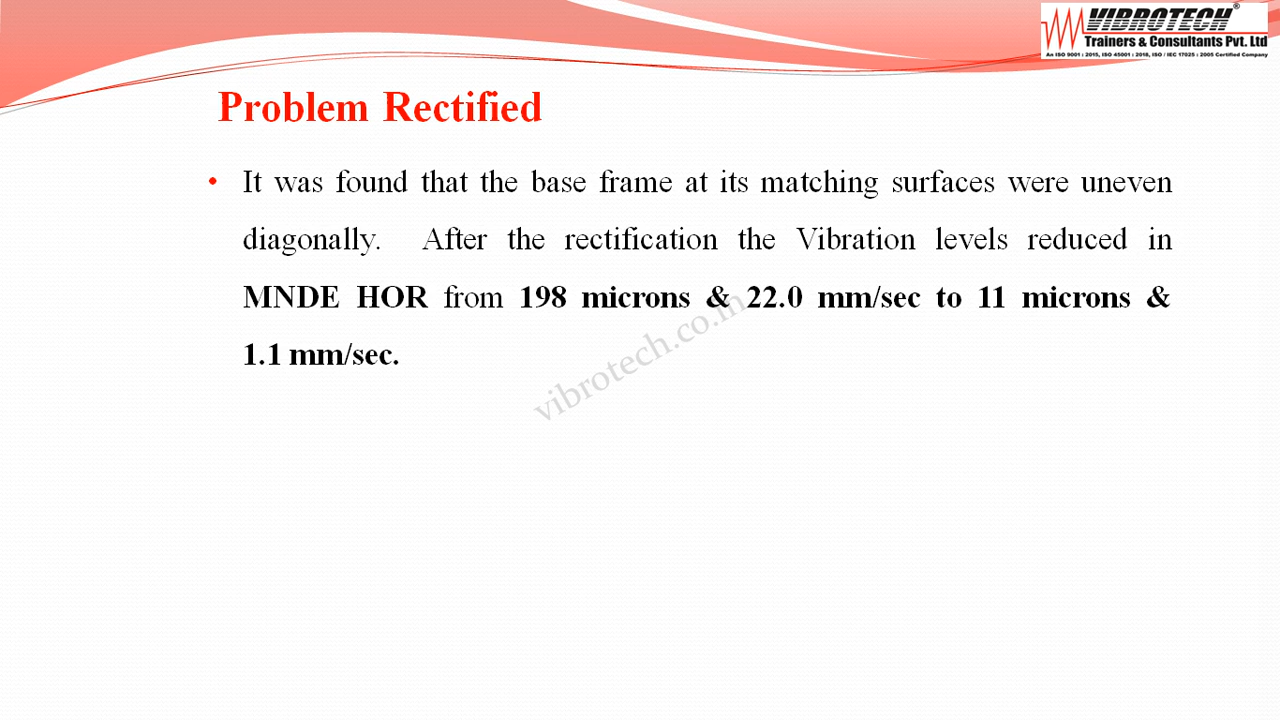 VIBROTECH®
Trainers & Consultants Pvt. Ltd
An ISO 9001 : 2015, ISO 45001 : 2018, ISO / IEC 17025 : 2005 Certified Company
Problem Rectified
• It was found that the base frame at its matching surfaces were uneven
diagonally. After the rectification the Vibration levels reduced in
MNDE HOR from 198 microns & 22.0 mm/sec to 11 microns &
1.1 mm/sec.
vibrotech.co.in